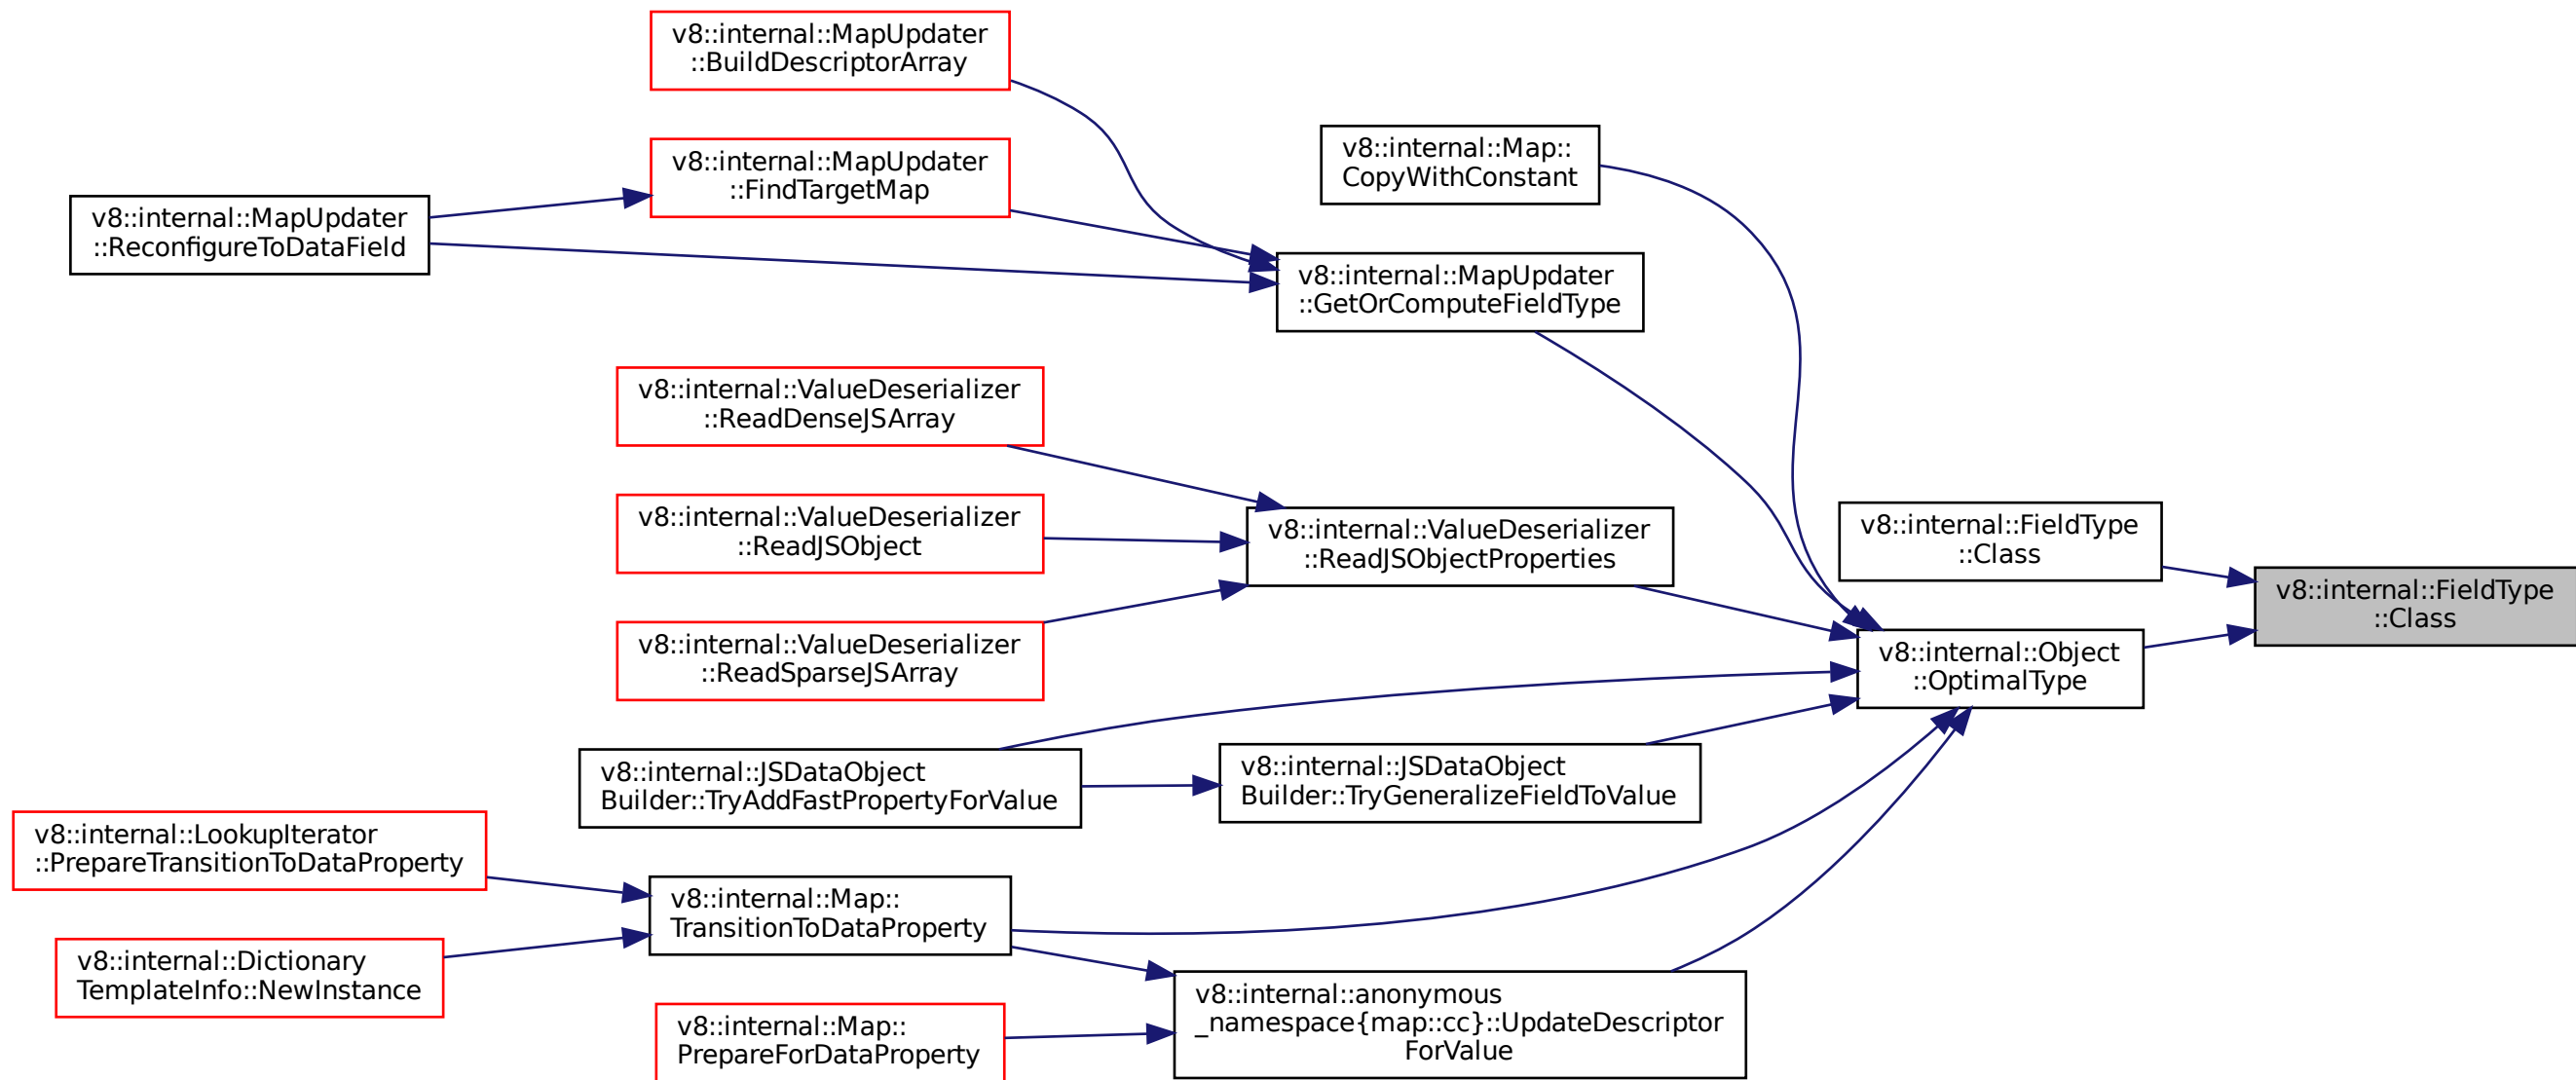 v8::internal::MapUpdater
::BuildDescriptorArray
v8::internal::Map::
CopyWithConstant
v8::internal::MapUpdater
::FindTargetMap
v8::internal::MapUpdater
::ReconfigureToDataField
v8::internal::MapUpdater
::GetOrComputeFieldType
v8::internal::ValueDeserializer
::ReadDenseJSArray
v8::internal::ValueDeserializer
::ReadJSObject
v8::internal::ValueDeserializer
::ReadJSObjectProperties
v8::internal::FieldType
::Class
v8::internal::FieldType
::Class
v8::internal::ValueDeserializer
::ReadSparseJSArray
v8::internal::Object
::OptimalType
v8::internal::JSDataObject
Builder::TryAddFastPropertyForValue
v8::internal::JSDataObject
Builder::TryGeneralizeFieldToValue
v8::internal::LookupIterator
::PrepareTransitionToDataProperty
v8::internal::Map::
TransitionToDataProperty
v8::internal::Dictionary
TemplateInfo::NewInstance
v8::internal::anonymous
_namespace{map::cc}::UpdateDescriptor
ForValue
v8::internal::Map::
PrepareForDataProperty